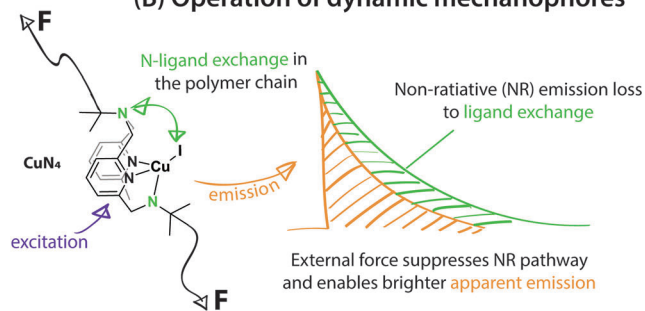 (B) Operation of dynamic mechanophores
F
N-ligand exchange in
the polymer chain
Non-ratiative (NR) emission loss
to ligand exchange
N
I
N
Cu
CuN4
N
N
emission
excitation
External force suppresses NR pathway
and enables brighter apparent emission
F